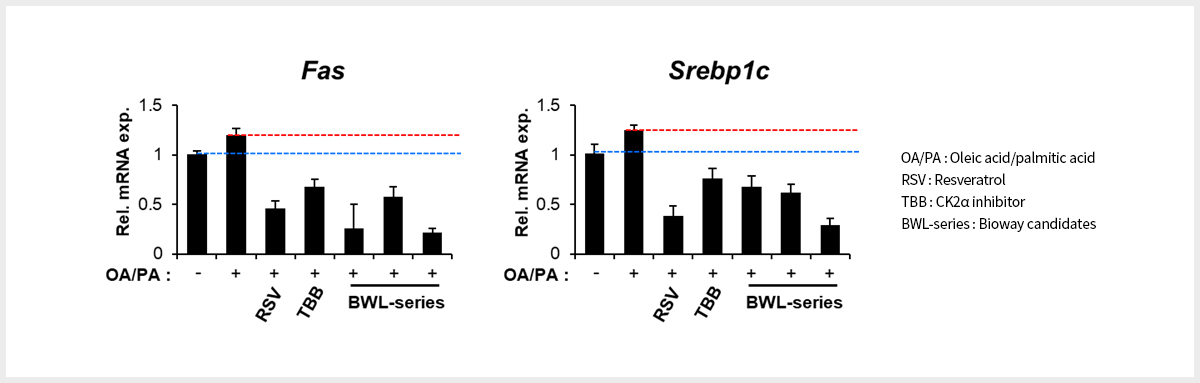 Fas
Rel. mRNA exp.
1.5
1
0.5
0
OA/PA : - + + + + + +
RSV
TBB
BWL-series
Srebp1c
Rel. mRNA exp.
1.5
1
0.5
0
OA/PA : - + + + + + +
RSV
TBB
BWL-series
OA/PA : Oleic acid/palmitic acid
RSV : Resveratrol
TBB : CK2α inhibitor
BWL-series : Bioway candidates